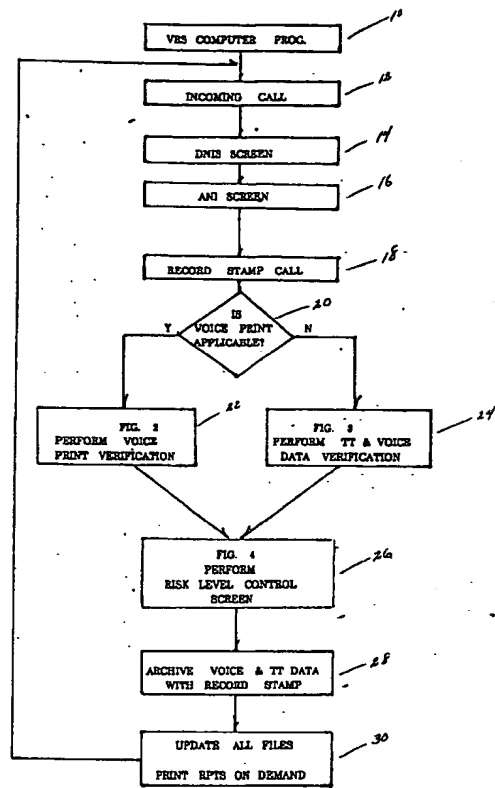 VRS COMPUTER PROG.
10
INCOMING CALL
12
DNIS SCREEN
14
ANI SCREEN
16
RECORD STAMP CALL
18
IS
VOICE PRINT
APPLICABLE?
20
Y
N
FIG. 2
PERFORM VOICE
PRINT VERIFICATION
22
FIG. 3
PERFORM TT & VOICE
DATA VERIFICATION
24
FIG. 4
PERFORM
RISK LEVEL CONTROL
SCREEN
26
ARCHIVE VOICE & TT DATA
WITH RECORD STAMP
28
UPDATE ALL FILES
PRINT RPTS ON DEMAND
30